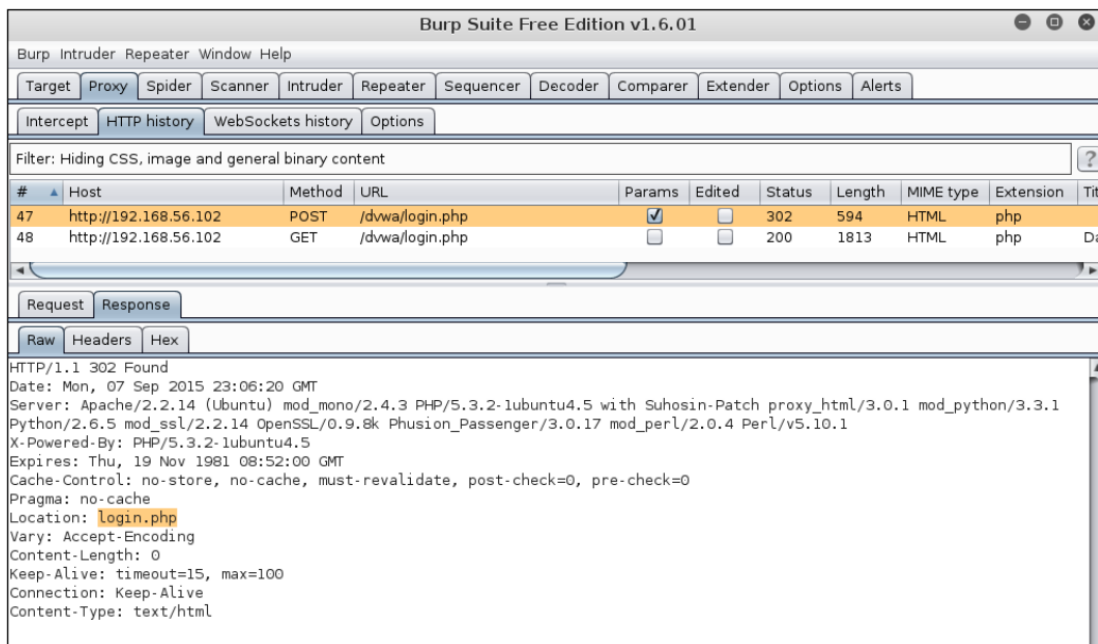 Burp Suite Free Edition v1.6.01
Burp Intruder Repeater Window Help
Target Proxy Spider Scanner Intruder Repeater Sequencer Decoder Comparer Extender Options Alerts
Intercept HTTP history WebSockets history Options
Filter: Hiding CSS, image and general binary content ?
# Host Method URL Params Edited Status Length MIME type Extension Tit
47 http://192.168.56.102 POST /dvwa/login.php 302 594 HTML php
48 http://192.168.56.102 GET /dvwa/login.php 200 1813 HTML php Da
Request Response
Raw Headers Hex
HTTP/1.1 302 Found
Date: Mon, 07 Sep 2015 23:06:20 GMT
Server: Apache/2.2.14 (Ubuntu) mod_mono/2.4.3 PHP/5.3.2-1ubuntu4.5 with Suhosin-Patch proxy_html/3.0.1 mod_python/3.3.1
Python/2.6.5 mod_ssl/2.2.14 OpenSSL/0.9.8k Phusion_Passenger/3.0.17 mod_perl/2.0.4 Perl/v5.10.1
X-Powered-By: PHP/5.3.2-1ubuntu4.5
Expires: Thu, 19 Nov 1981 08:52:00 GMT
Cache-Control: no-store, no-cache, must-revalidate, post-check=0, pre-check=0
Pragma: no-cache
Location: login.php
Vary: Accept-Encoding
Content-Length: 0
Keep-Alive: timeout=15, max=100
Connection: Keep-Alive
Content-Type: text/html